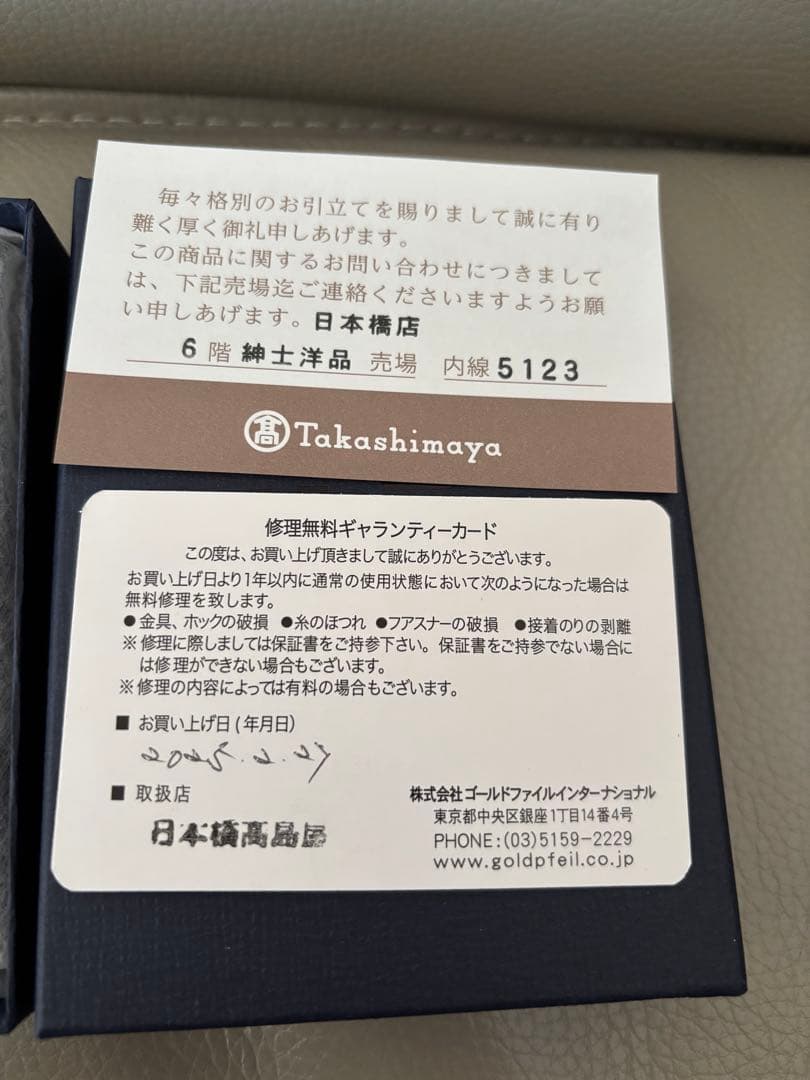 毎々格別のお引立てを賜りまして誠に有り
難く厚く御礼申しあげます。
この商品に関するお問い合わせにつきまして
は、下記売場迄ご連絡くださいますようお願
い申しあげます。日本橋店
6階 紳士洋品 売場 内線 5123
髙 Takashimaya
修理無料ギャランティーカード
この度は、お買い上げ頂きまして誠にありがとうございます。
お買い上げ日より1年以内に通常の使用状態において次のようになった場合は
無料修理を致します。
●金具、ホックの破損 ●糸のほつれ ●フアスナーの破損 ●接着のりの剥離
※修理に際しましては保証書をご持参下さい。保証書をご持参でない場合に
は修理ができない場合もございます。
※修理の内容によっては有料の場合もございます。
■ お買い上げ日(年月日)
2025.2.27
■ 取扱店
日本橋髙島屋
株式会社ゴールドファイルインターナショナル
東京都中央区銀座1丁目14番4号
PHONE:(03)5159-2229
www.goldpfeil.co.jp